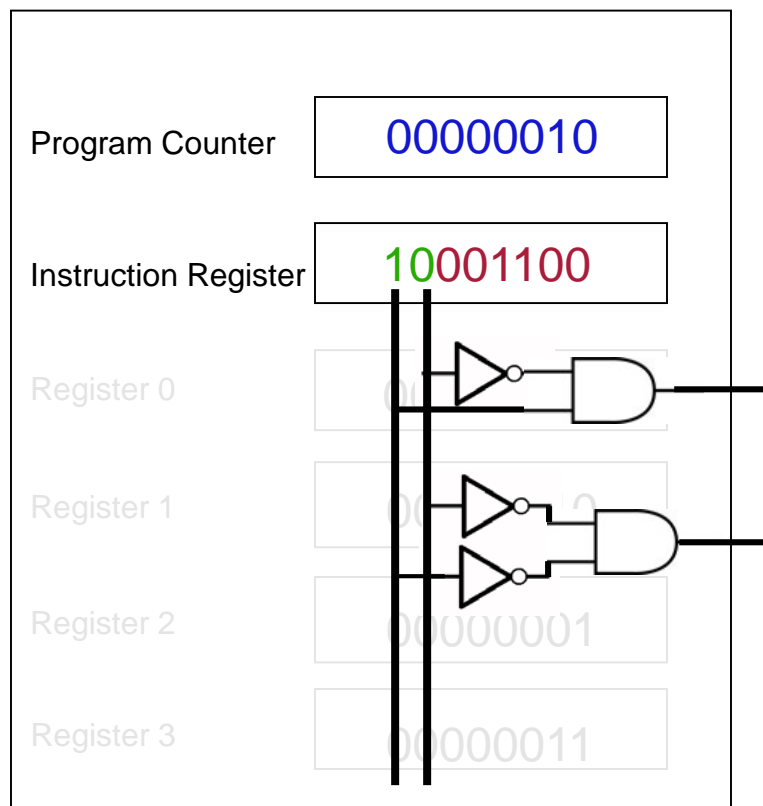 Program Counter 00000010
Instruction Register 10001100
Register 0
Register 1
Register 2 00000001
Register 3 00000011